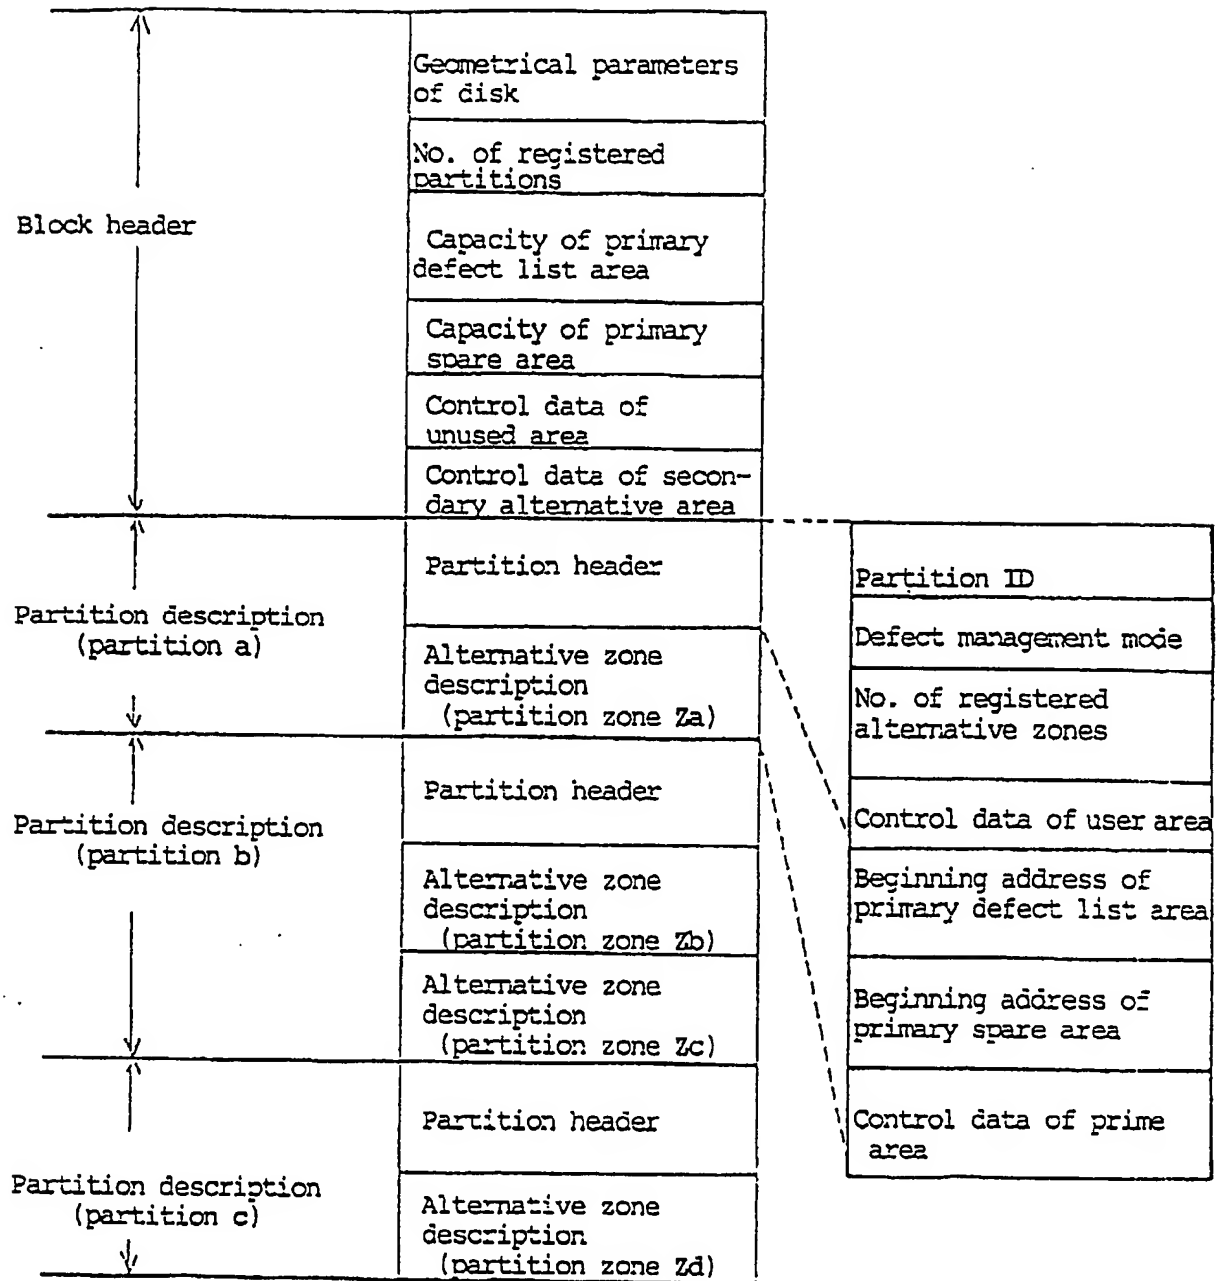 Geometrical parameters
of disk
No. of registered
partitions
Block header
Capacity of primary
defect list area
Capacity of primary
spare area
Control data of
unused area
Control data of secon-
dary alternative area
Partition description
(partition a)
Partition header
Alternative zone
description
(partition zone Za)
Partition description
(partition b)
Partition header
Alternative zone
description
(partition zone Zb)
Alternative zone
description
(partition zone Zc)
Partition description
(partition c)
Partition header
Alternative zone
description
(partition zone Zd)
Partition ID
Defect management mode
No. of registered
alternative zones
Control data of user area
Beginning address of
primary defect list area
Beginning address of
primary spare area
Control data of prime
area